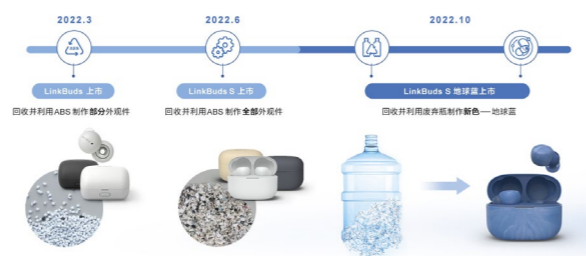 2022.3
2022.6
2022.10
ABS
LinkBuds 上市
LinkBuds S 上市
LinkBuds S 地球蓝上市
回收并利用ABS 制作部分外观件
回收并利用ABS 制作全部外观件
回收并利用废弃瓶制作新色 — 地球蓝